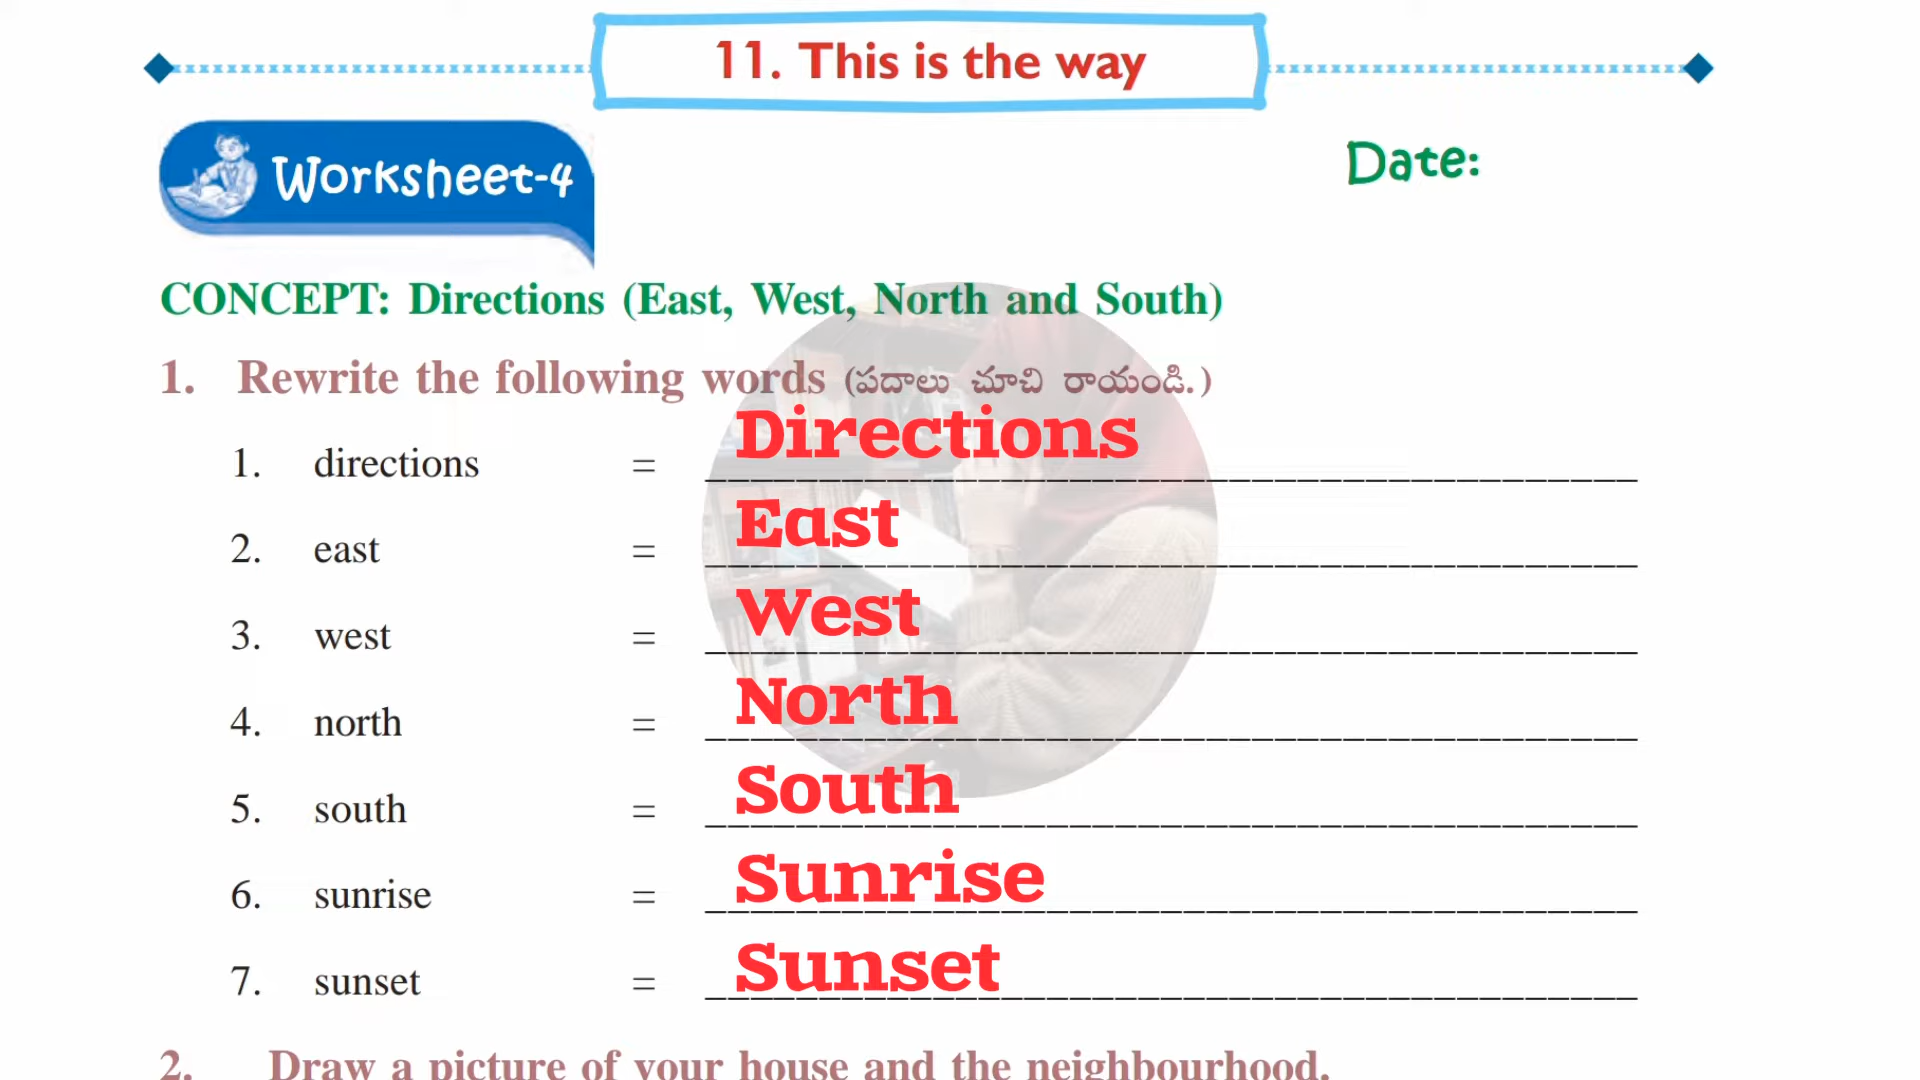 11. This is the way
Worksheet-4
Date:
CONCEPT: Directions (East, West, North and South)
1. Rewrite the following words (పదాలు చూచి రాయండి.)
1. directions = Directions
2. east = East
3. west = West
4. north = North
5. south = South
6. sunrise = Sunrise
7. sunset = Sunset
2. Draw a picture of your house and the neighbourhood.